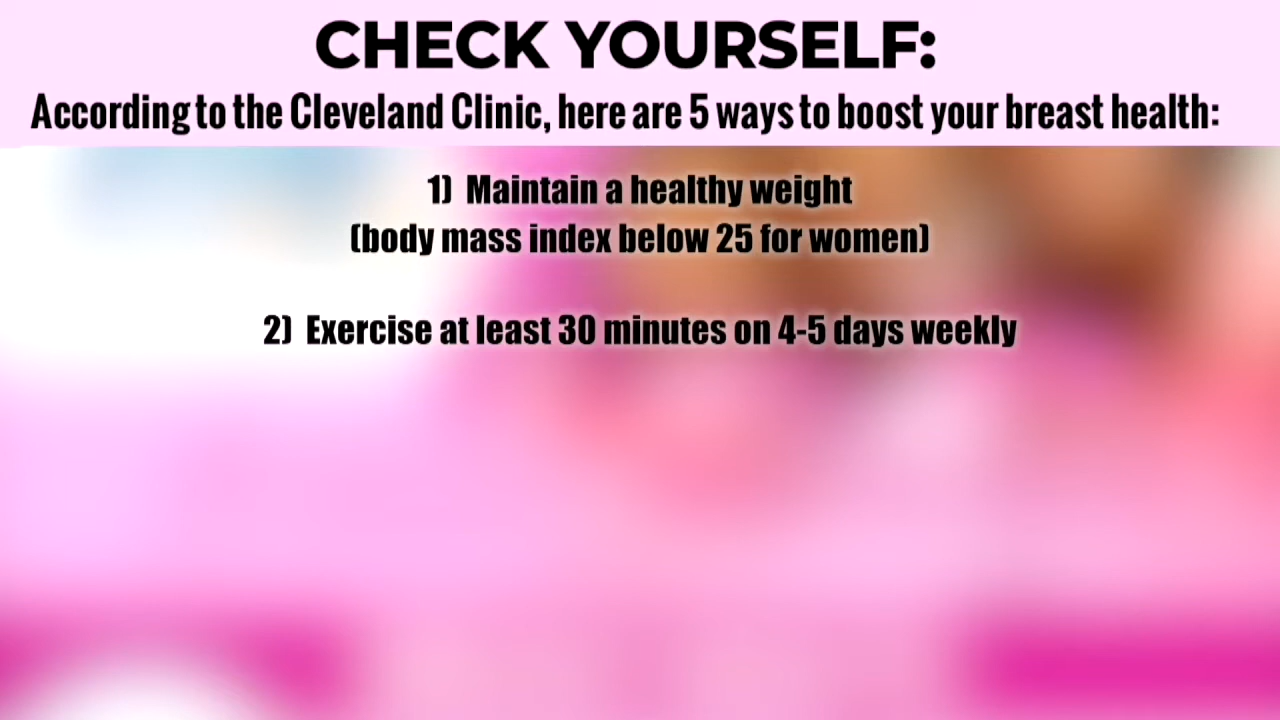 CHECK YOURSELF:
According to the Cleveland Clinic, here are 5 ways to boost your breast health:
1) Maintain a healthy weight
(body mass index below 25 for women)
2) Exercise at least 30 minutes on 4-5 days weekly